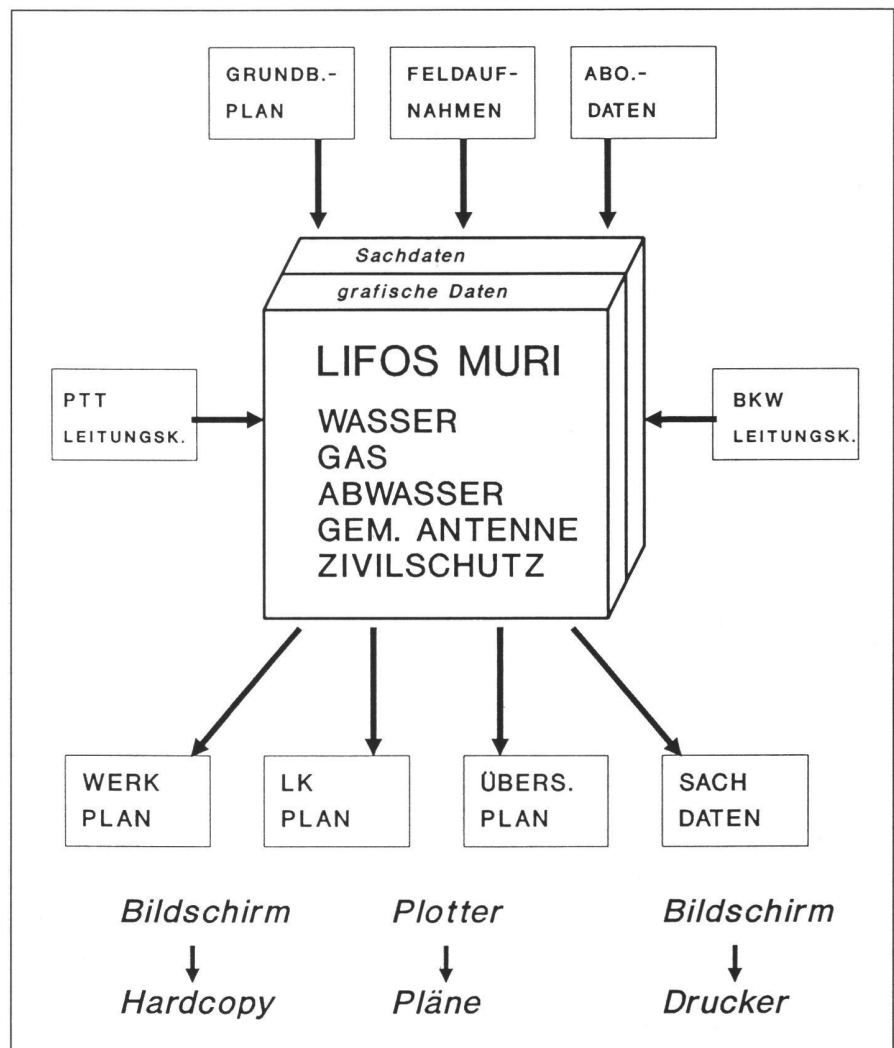 GRUNDB.-
PLAN
FELDAUF-
NAHMEN
ABO.-
DATEN
Sachdaten
grafische Daten
LIFOS MURI
WASSER
GAS
ABWASSER
GEM. ANTENNE
ZIVILSCHUTZ
PTT
LEITUNGSK.
BKW
LEITUNGSK.
WERK
PLAN
LK
PLAN
ÜBERS.
PLAN
SACH
DATEN
Bildschirm
Hardcopy
Plotter
Pläne
Bildschirm
Drucker